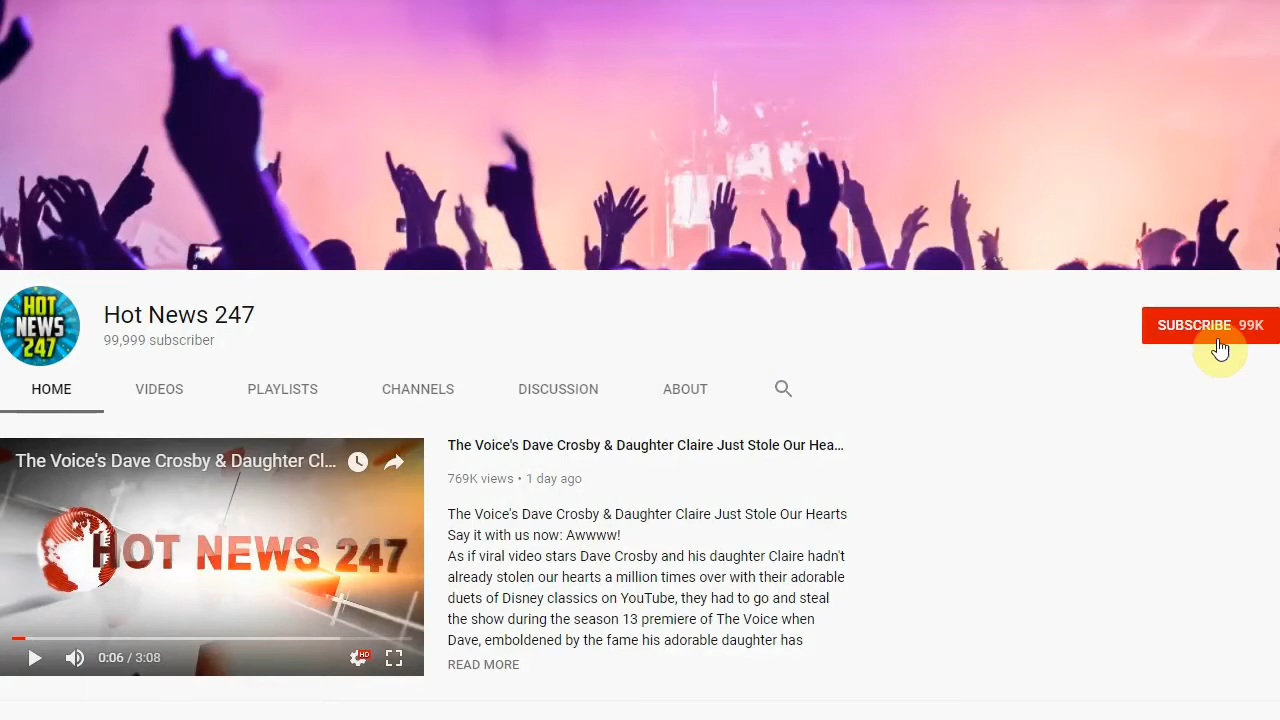 HOT
NEWS
247
Hot News 247
99,999 subscriber
SUBSCRIBE 99K
HOME VIDEOS PLAYLISTS CHANNELS DISCUSSION ABOUT
The Voice's Dave Crosby & Daughter Cl...
HOT NEWS 247
0:06 / 3:08
HD
The Voice's Dave Crosby & Daughter Claire Just Stole Our Hea...
769K views • 1 day ago
The Voice's Dave Crosby & Daughter Claire Just Stole Our Hearts
Say it with us now: Awwww!
As if viral video stars Dave Crosby and his daughter Claire hadn't
already stolen our hearts a million times over with their adorable
duets of Disney classics on YouTube, they had to go and steal
the show during the season 13 premiere of The Voice when
Dave, emboldened by the fame his adorable daughter has
READ MORE